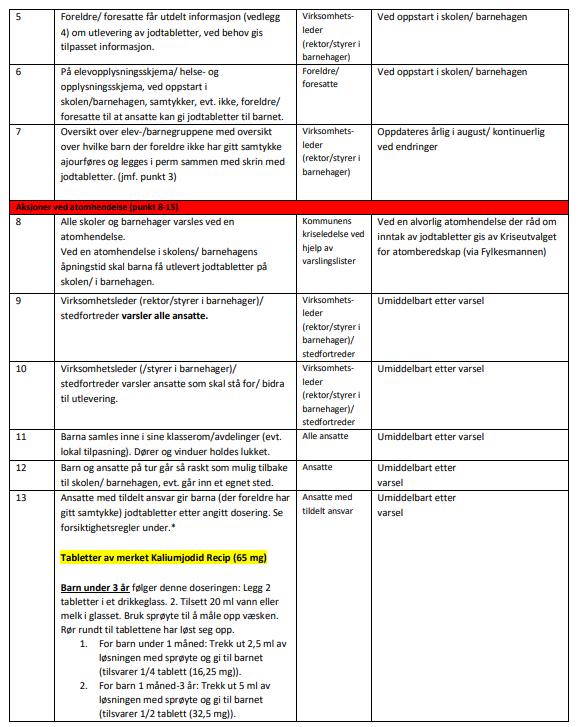 5
Foreldre/ foresatte får utdelt informasjon (vedlegg
4) om utlevering av jodtabletter, ved behov gis
tilpasset informasjon.
Virksomhets-
leder
(rektor/styrer i
barnehager)
Ved oppstart i skolen/ barnehagen
6
På elevopplysningsskjema/ helse- og
opplysningsskjema, ved oppstart i
skolen/barnehagen, samtykker, evt. ikke, foreldre/
foresatte til at ansatte kan gi jodtabletter til barnet.
Foreldre/
foresatte
Ved oppstart i skolen/ barnehagen
7
Oversikt over elev-/barnegruppene med oversikt
over hvilke barn der foreldre ikke har gitt samtykke
ajourføres og legges i perm sammen med skrin med
jodtabletter. (jmf. punkt 3)
Virksomhets-
leder
(rektor/styrer i
barnehager)
Oppdateres årlig i august/ kontinuerlig
ved endringer
Aksjoner ved atomhendelse (punkt 8-15)
8
Alle skoler og barnehager varsles ved en
atomhendelse.
Ved en atomhendelse i skolens/ barnehagens
åpningstid skal barna få utlevert jodtabletter på
skolen/ i barnehagen.
Kommunens
kriseledelse ved
hjelp av
varslingslister
Ved en alvorlig atomhendelse der råd om
inntak av jodtabletter gis av Kriseutvalget
for atomberedskap (via Fylkesmannen)
9
Virksomhetsleder (rektor/styrer i barnehager)/
stedfortreder varsler alle ansatte.
Virksomhets-
leder
(rektor/styrer i
barnehager)/
stedfortreder
Umiddelbart etter varsel
10
Virksomhetsleder (/styrer i barnehager)/
stedfortreder varsler ansatte som skal stå for/ bidra
til utlevering.
Virksomhets-
leder
(rektor/styrer i
barnehager)/
stedfortreder
Umiddelbart etter varsel
11
Barna samles inne i sine klasserom/avdelinger (evt.
lokal tilpasning). Dører og vinduer holdes lukket.
Alle ansatte
Umiddelbart etter varsel
12
Barn og ansatte på tur går så raskt som mulig tilbake
til skolen/ barnehagen, evt. går inn et egnet sted.
Ansatte
Umiddelbart etter
varsel
13
Ansatte med tildelt ansvar gir barna (der foreldre har
gitt samtykke) jodtabletter etter angitt dosering. Se
forsiktighetsregler under.*
Tabletter av merket Kaliumjodid Recip (65 mg)
Barn under 3 år følger denne doseringen: Legg 2
tabletter i et drikkeglass. 2. Tilsett 20 ml vann eller
melk i glasset. Bruk sprøyte til å måle opp væsken.
Rør rundt til tablettene har løst seg opp.
1. For barn under 1 måned: Trekk ut 2,5 ml av
løsningen med sprøyte og gi til barnet
(tilsvarer 1/4 tablett (16,25 mg)).
2. For barn 1 måned-3 år: Trekk ut 5 ml av
løsningen med sprøyte og gi til barnet
(tilsvarer 1/2 tablett (32,5 mg)).
Ansatte med
tildelt ansvar
Umiddelbart etter
varsel